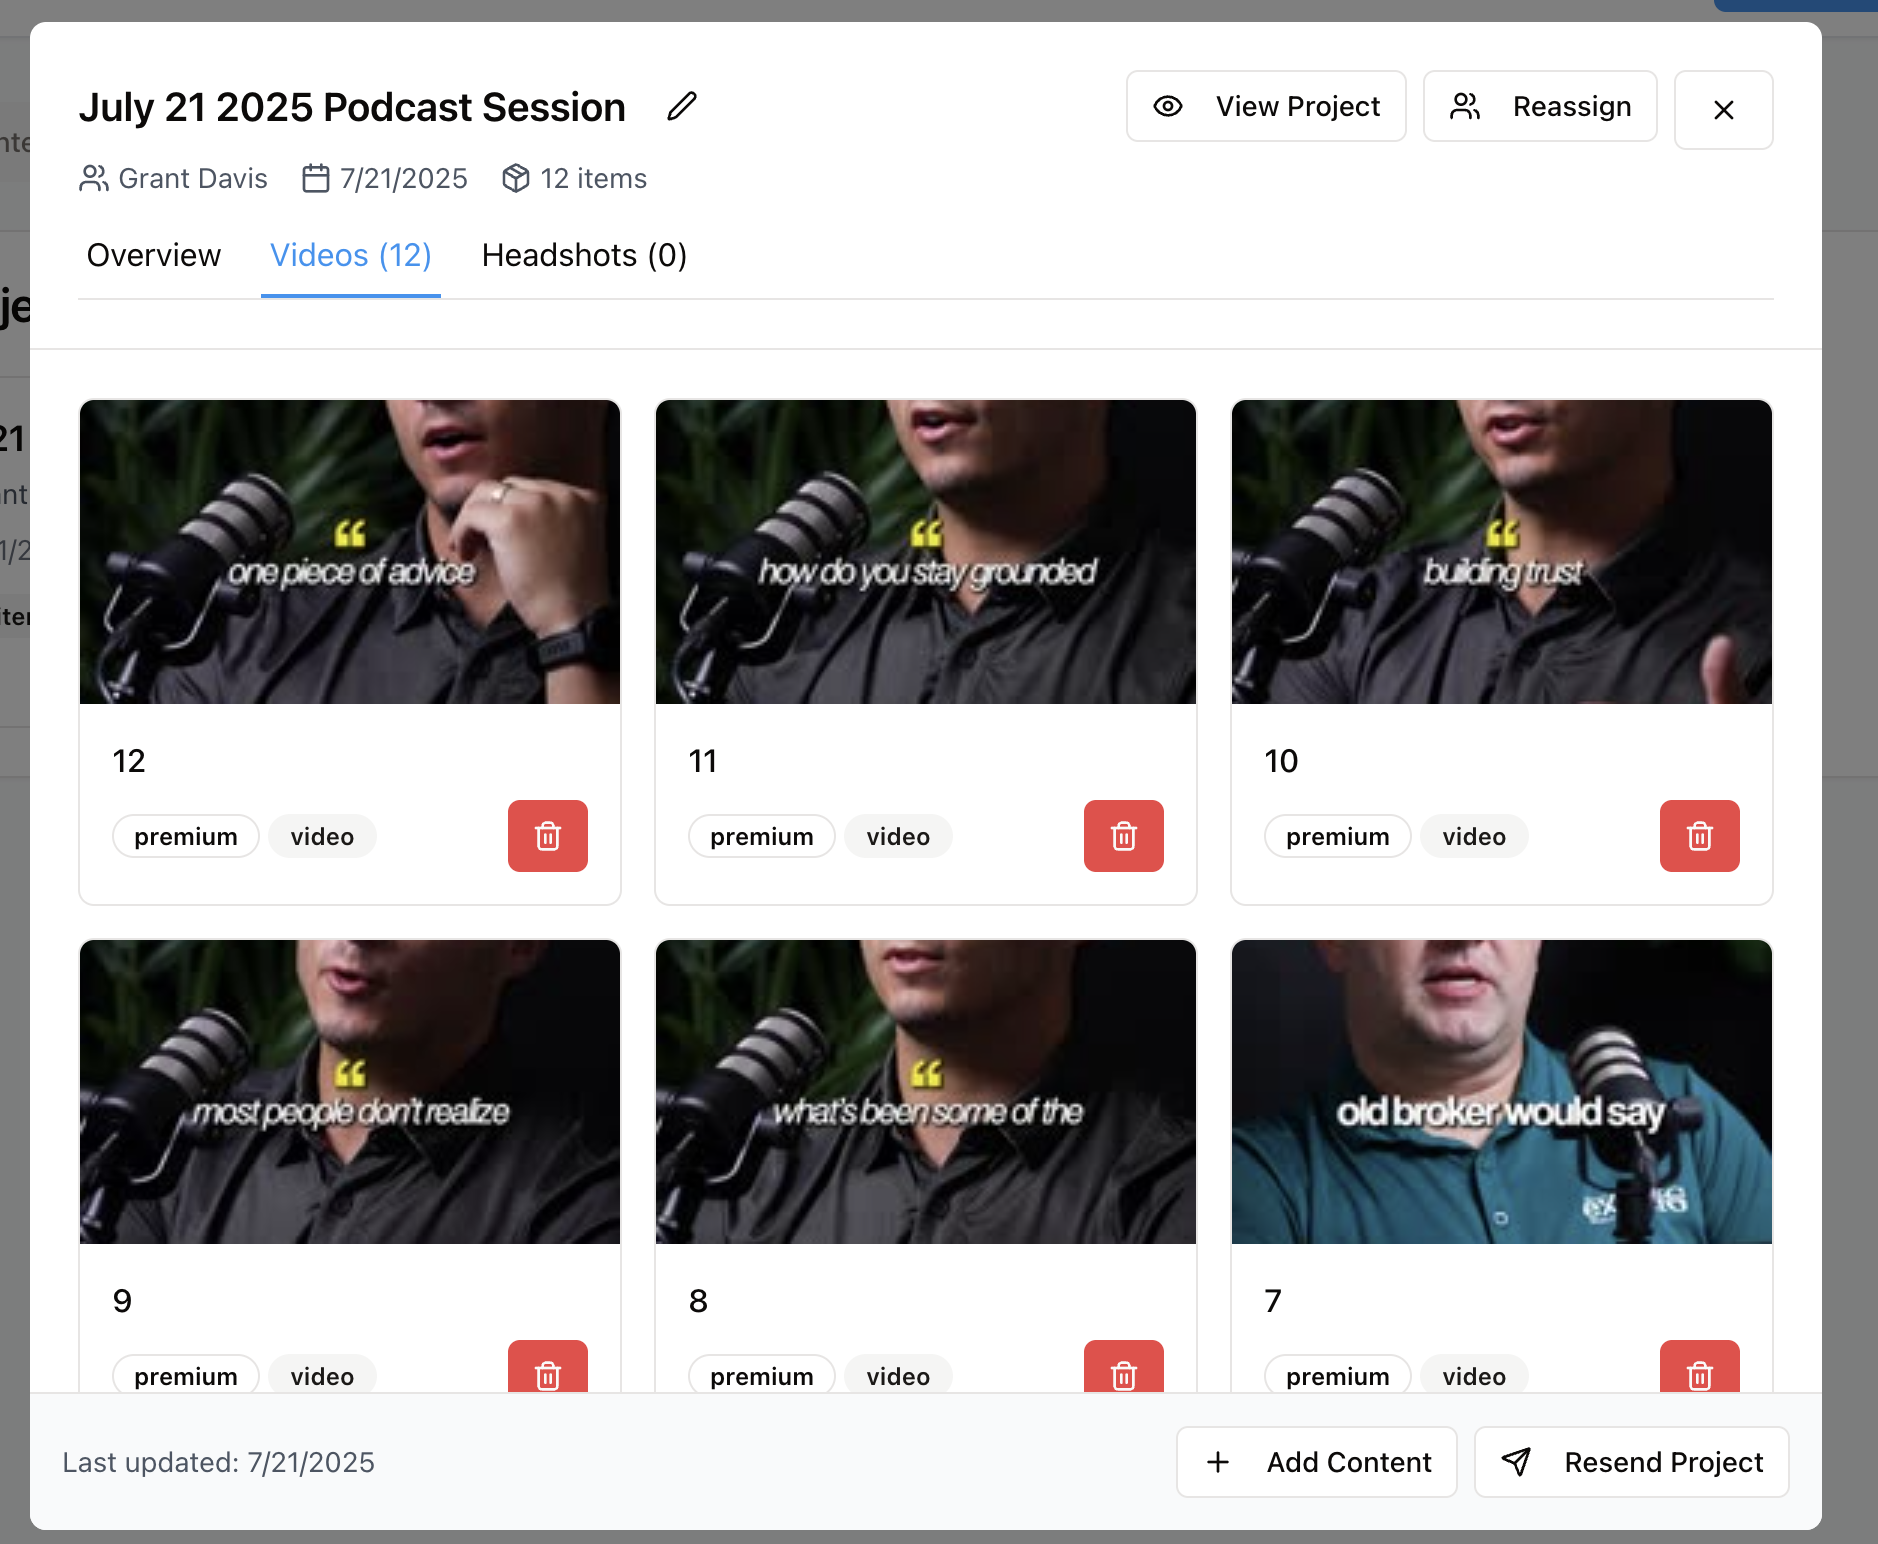 July 21 2025 Podcast Session
View Project
Reassign
Grant Davis
7/21/2025
12 items
Overview
Videos (12)
Headshots (0)
“
one piece of advice
“
how do you stay grounded
“
building trust
12
11
10
premium
video
premium
video
premium
video
“
most people don't realize
“
what's been some of the
old broker would say
9
8
7
premium
video
premium
video
premium
video
Last updated: 7/21/2025
Add Content
Resend Project